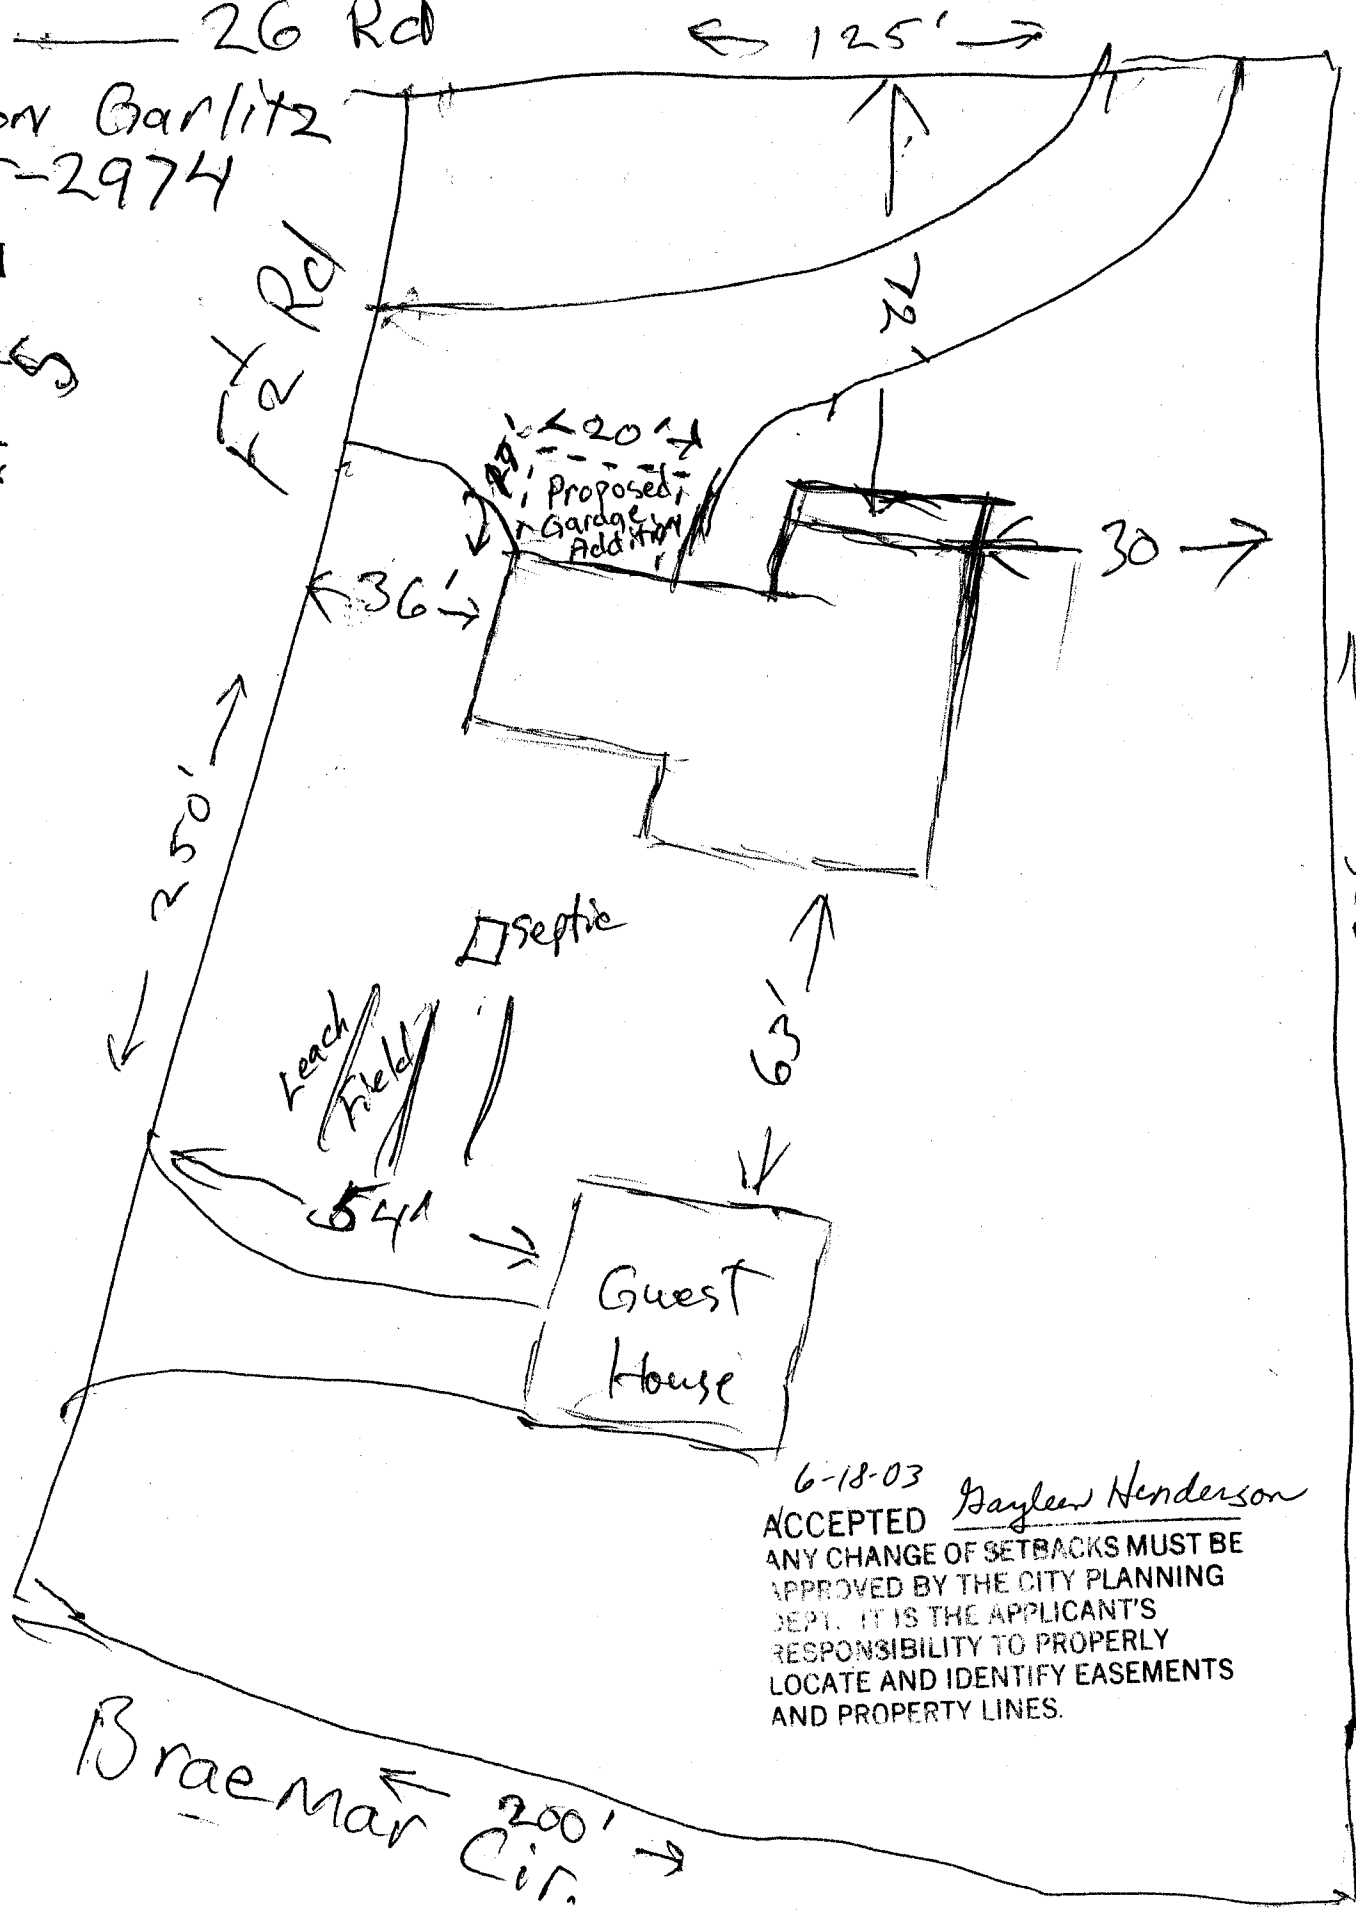 26 Rd
125'
Garlitz
-2974
F ½ Rd
20'
Proposed
Garage
Addition
30
36'
250'
septic
Leach
Field
63'
54'
Guest
House
6-18-03
ACCEPTED Gayleen Henderson
ANY CHANGE OF SETBACKS MUST BE
APPROVED BY THE CITY PLANNING
DEPT. IT IS THE APPLICANT'S
RESPONSIBILITY TO PROPERLY
LOCATE AND IDENTIFY EASEMENTS
AND PROPERTY LINES.
Braemar Cir.
200'